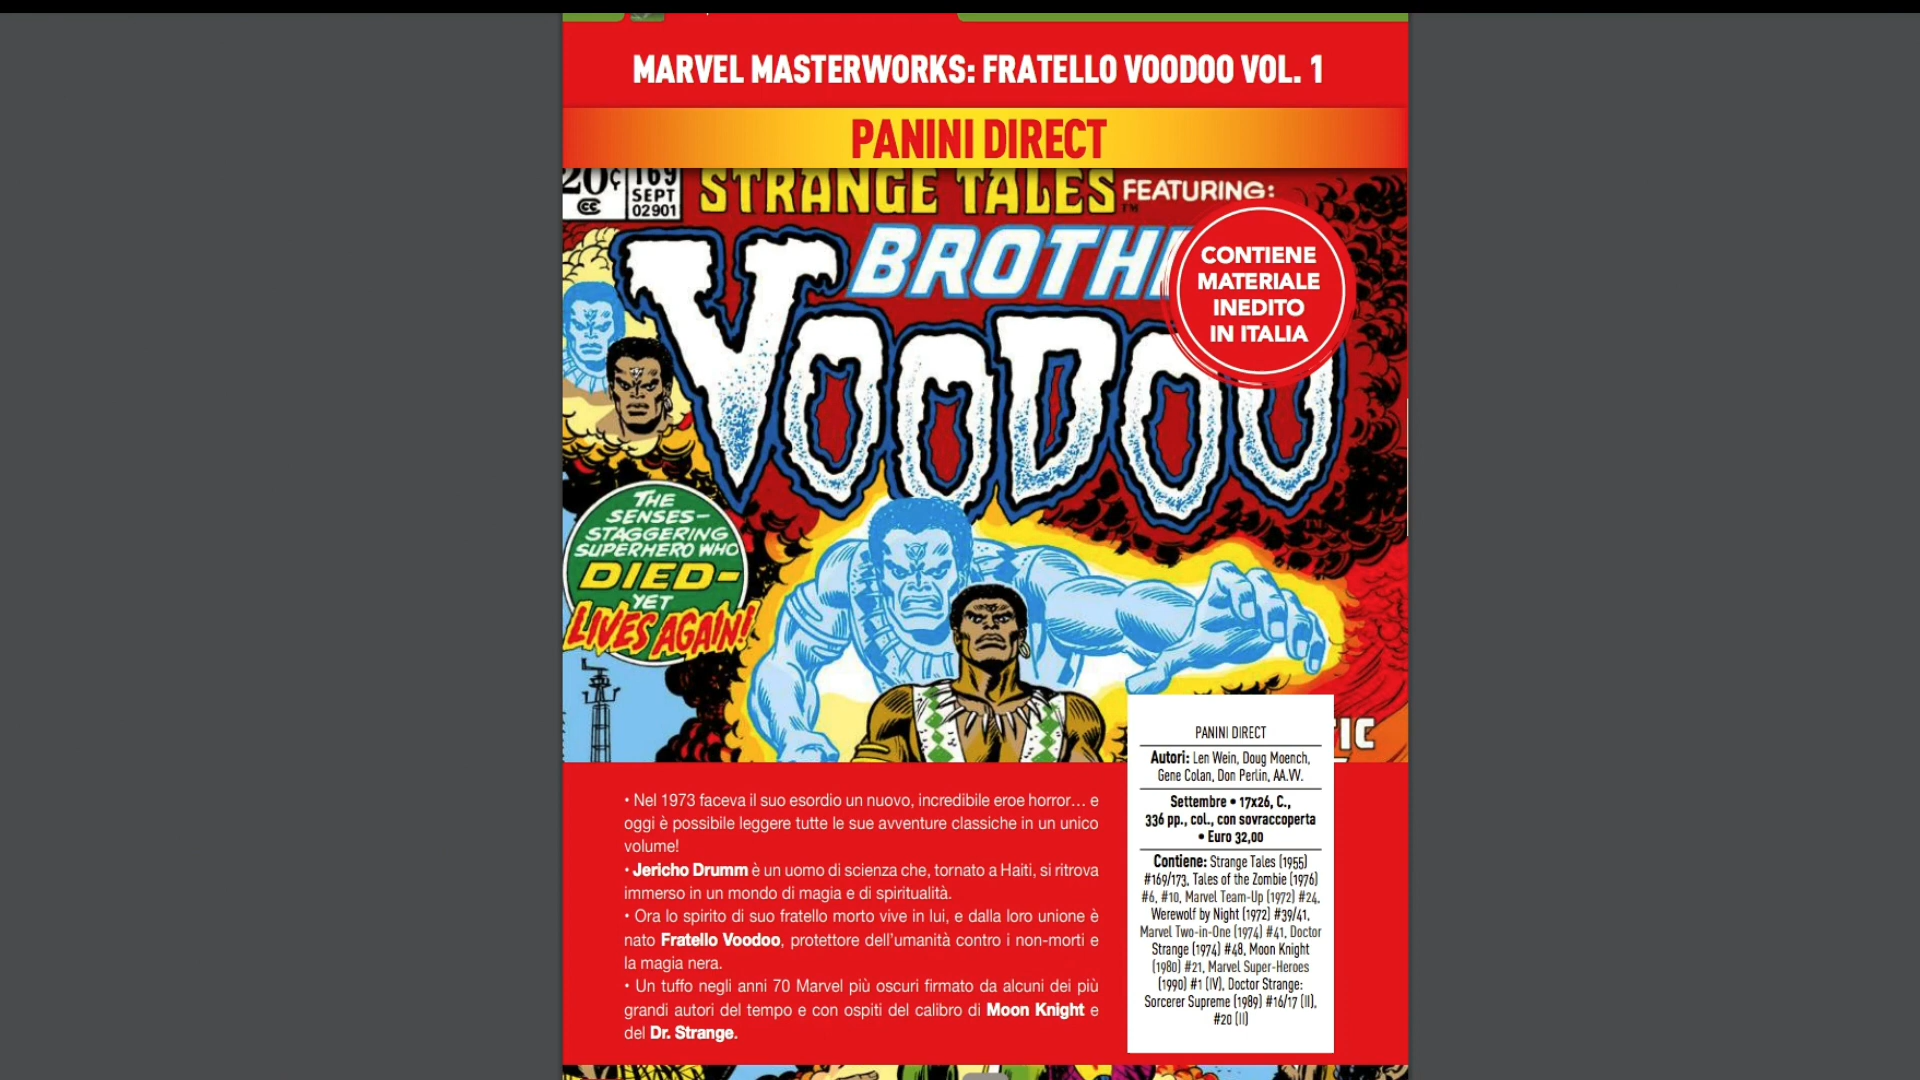 MARVEL MASTERWORKS: FRATELLO VOODOO VOL. 1
PANINI DIRECT
20¢
169
SEPT
02901
STRANGE TALES FEATURING:
TM
BROTH
VOODOO
TM
CONTIENE
MATERIALE
INEDITO
IN ITALIA
THE
SENSES-
STAGGERING
SUPERHERO WHO
DIED-
YET
LIVES AGAIN!
IC
PANINI DIRECT
Autori: Len Wein, Doug Moench,
Gene Colan, Don Perlin, AA.VV.
Settembre • 17x26, C.,
336 pp., col., con sovraccoperta
• Euro 32,00
Contiene: Strange Tales (1955)
#169/173, Tales of the Zombie (1976)
#6, #10, Marvel Team-Up (1972) #24,
Werewolf by Night (1972) #39/41,
Marvel Two-in-One (1974) #41, Doctor
Strange (1974) #48, Moon Knight
(1980) #21, Marvel Super-Heroes
(1990) #1 (IV), Doctor Strange:
Sorcerer Supreme (1989) #16/17 (II),
#20 (II)
• Nel 1973 faceva il suo esordio un nuovo, incredibile eroe horror… e
oggi è possibile leggere tutte le sue avventure classiche in un unico
volume!
• Jericho Drumm è un uomo di scienza che, tornato a Haiti, si ritrova
immerso in un mondo di magia e di spiritualità.
• Ora lo spirito di suo fratello morto vive in lui, e dalla loro unione è
nato Fratello Voodoo, protettore dell'umanità contro i non-morti e
la magia nera.
• Un tuffo negli anni 70 Marvel più oscuri firmato da alcuni dei più
grandi autori del tempo e con ospiti del calibro di Moon Knight e
del Dr. Strange.